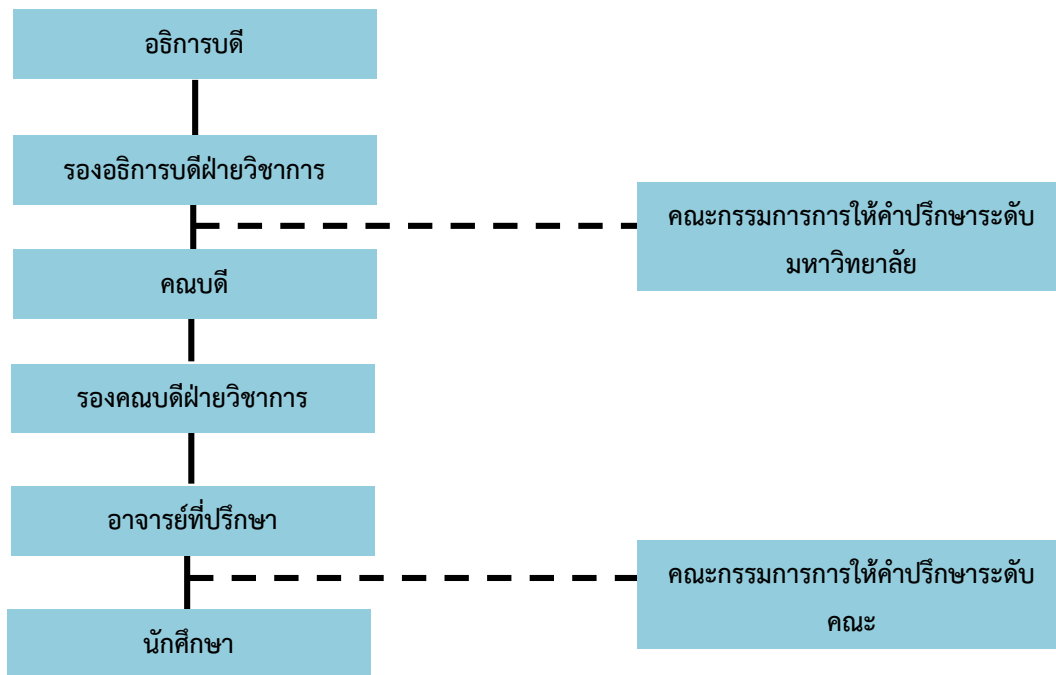 อธิการบดี
รองอธิการบดีฝ่ายวิชาการ
คณะกรรมการการให้คำปรึกษาระดับ
มหาวิทยาลัย
คณบดี
รองคณบดีฝ่ายวิชาการ
อาจารย์ที่ปรึกษา
คณะกรรมการการให้คำปรึกษาระดับ
คณะ
นักศึกษา